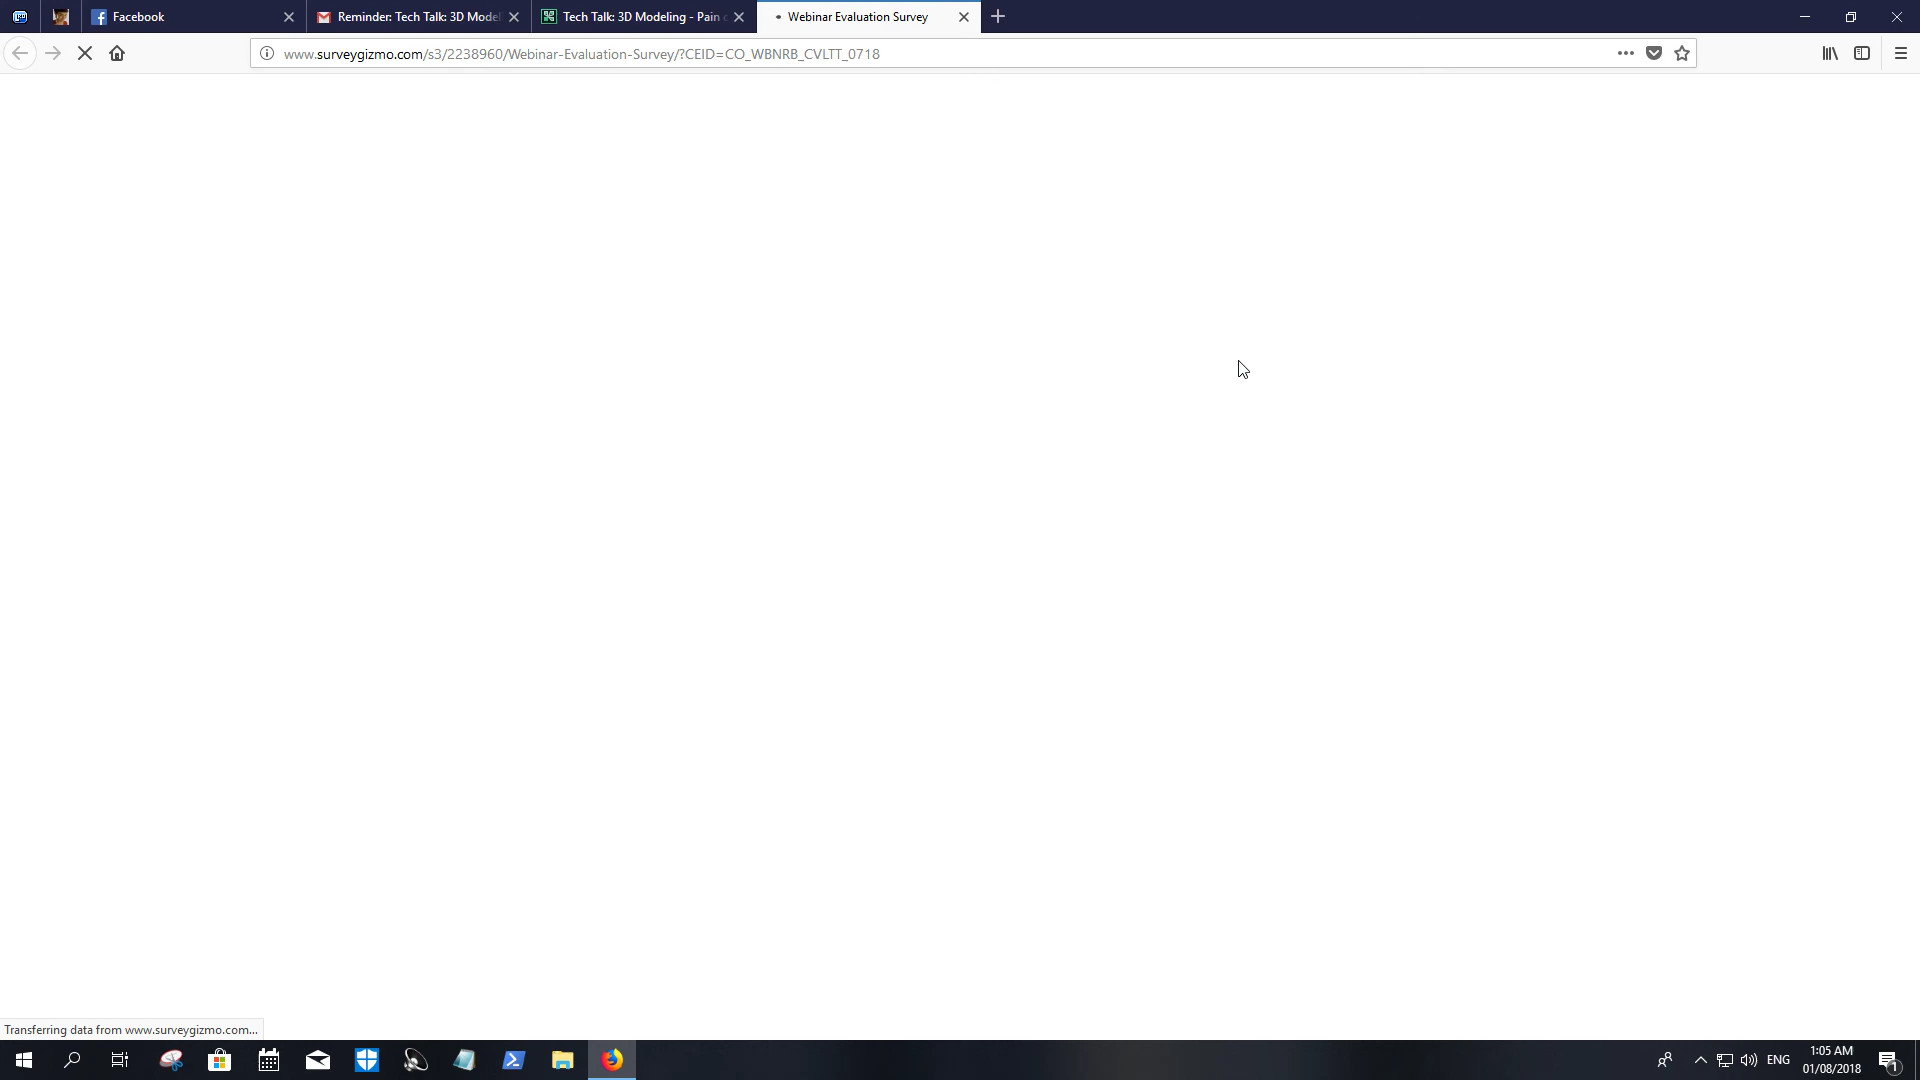 Facebook
Reminder: Tech Talk: 3D Model
Tech Talk: 3D Modeling - Pain
Webinar Evaluation Survey
www.surveygizmo.com/s3/2238960/Webinar-Evaluation-Survey/?CEID=CO_WBNRB_CVLTT_0718
Transferring data from www.surveygizmo.com...
ENG
1:05 AM
01/08/2018
1